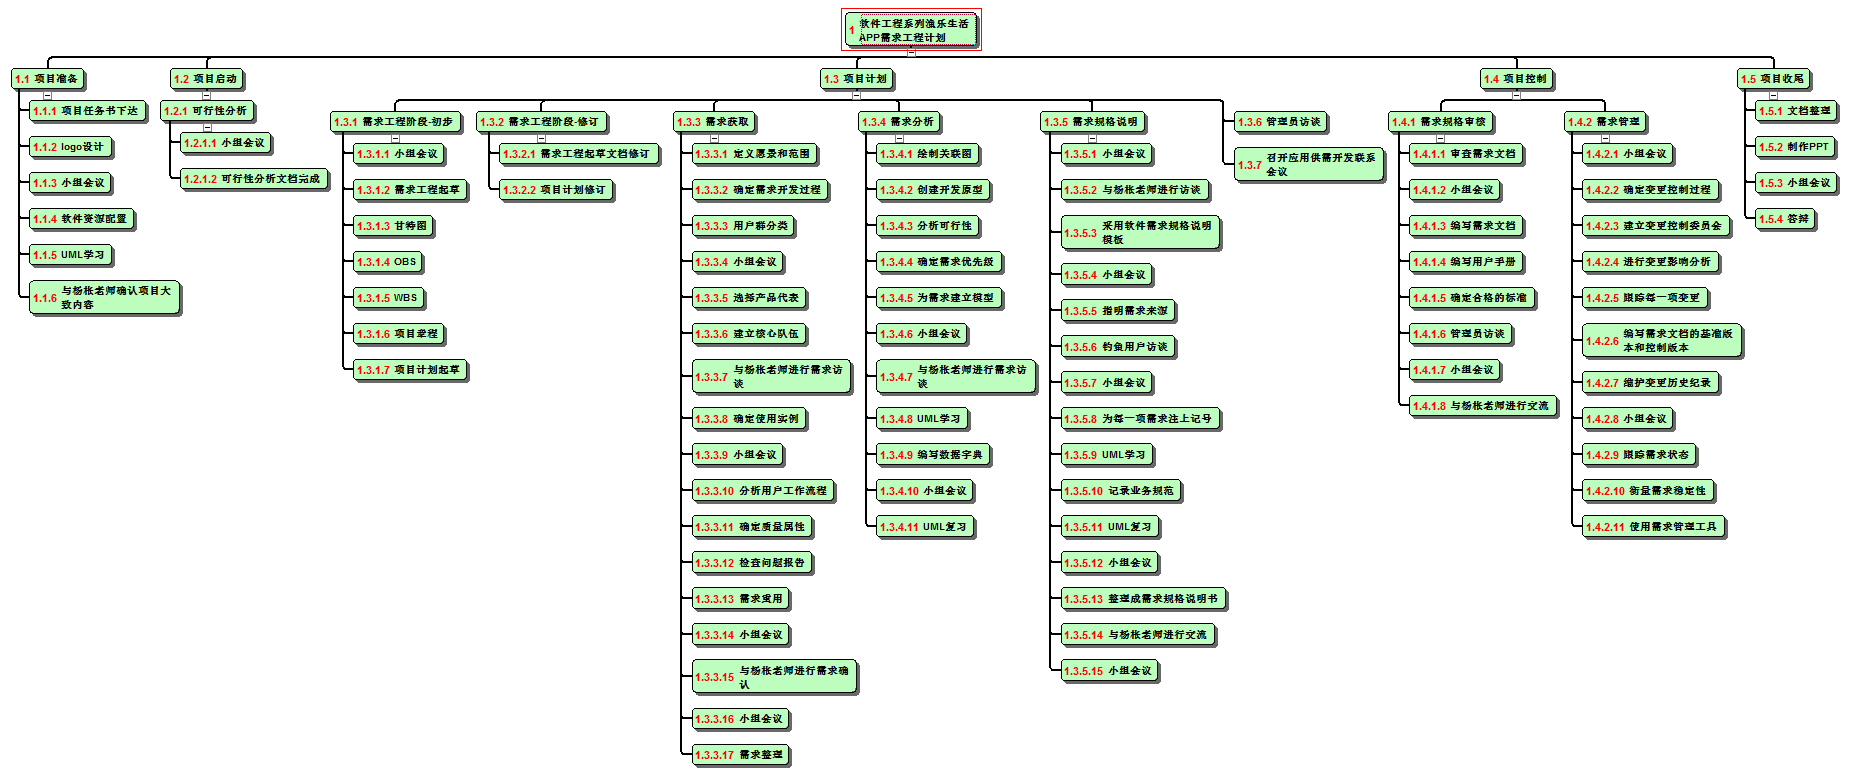 1 软件工程系列渔乐生活
APP需求工程计划
1.1 项目准备
1.1.1 项目任务书下达
1.1.2 logo设计
1.1.3 小组会议
1.1.4 软件资源配置
1.1.5 UML学习
1.1.6 与杨枨老师确认项目大
致内容
1.2 项目启动
1.2.1 可行性分析
1.2.1.1 小组会议
1.2.1.2 可行性分析文档完成
1.3 项目计划
1.3.1 需求工程阶段-初步
1.3.1.1 小组会议
1.3.1.2 需求工程起草
1.3.1.3 甘特图
1.3.1.4 OBS
1.3.1.5 WBS
1.3.1.6 项目章程
1.3.1.7 项目计划起草
1.3.2 需求工程阶段-修订
1.3.2.1 需求工程起草文档修订
1.3.2.2 项目计划修订
1.3.3 需求获取
1.3.3.1 定义愿景和范围
1.3.3.2 确定需求开发过程
1.3.3.3 用户群分类
1.3.3.4 小组会议
1.3.3.5 选择产品代表
1.3.3.6 建立核心队伍
1.3.3.7 与杨枨老师进行需求访
谈
1.3.3.8 确定使用实例
1.3.3.9 小组会议
1.3.3.10 分析用户工作流程
1.3.3.11 确定质量属性
1.3.3.12 检查问题报告
1.3.3.13 需求重用
1.3.3.14 小组会议
1.3.3.15 与杨枨老师进行需求确
认
1.3.3.16 小组会议
1.3.3.17 需求整理
1.3.4 需求分析
1.3.4.1 绘制关联图
1.3.4.2 创建开发原型
1.3.4.3 分析可行性
1.3.4.4 确定需求优先级
1.3.4.5 为需求建立模型
1.3.4.6 小组会议
1.3.4.7 与杨枨老师进行需求访
谈
1.3.4.8 UML学习
1.3.4.9 编写数据字典
1.3.4.10 小组会议
1.3.4.11 UML复习
1.3.5 需求规格说明
1.3.5.1 小组会议
1.3.5.2 与杨枨老师进行访谈
1.3.5.3 采用软件需求规格说明
模板
1.3.5.4 小组会议
1.3.5.5 指明需求来源
1.3.5.6 钓鱼用户访谈
1.3.5.7 小组会议
1.3.5.8 为每一项需求注上记号
1.3.5.9 UML学习
1.3.5.10 记录业务规范
1.3.5.11 UML复习
1.3.5.12 小组会议
1.3.5.13 整理成需求规格说明书
1.3.5.14 与杨枨老师进行交流
1.3.5.15 小组会议
1.3.6 管理员访谈
1.3.7 召开应用供需开发联系
会议
1.4 项目控制
1.4.1 需求规格审核
1.4.1.1 审查需求文档
1.4.1.2 小组会议
1.4.1.3 编写需求文档
1.4.1.4 编写用户手册
1.4.1.5 确定合格的标准
1.4.1.6 管理员访谈
1.4.1.7 小组会议
1.4.1.8 与杨枨老师进行交流
1.4.2 需求管理
1.4.2.1 小组会议
1.4.2.2 确定变更控制过程
1.4.2.3 建立变更控制委员会
1.4.2.4 进行变更影响分析
1.4.2.5 跟踪每一项变更
1.4.2.6 编写需求文档的基准版
本和控制版本
1.4.2.7 维护变更历史纪录
1.4.2.8 小组会议
1.4.2.9 跟踪需求状态
1.4.2.10 衡量需求稳定性
1.4.2.11 使用需求管理工具
1.5 项目收尾
1.5.1 文档整理
1.5.2 制作PPT
1.5.3 小组会议
1.5.4 答辩